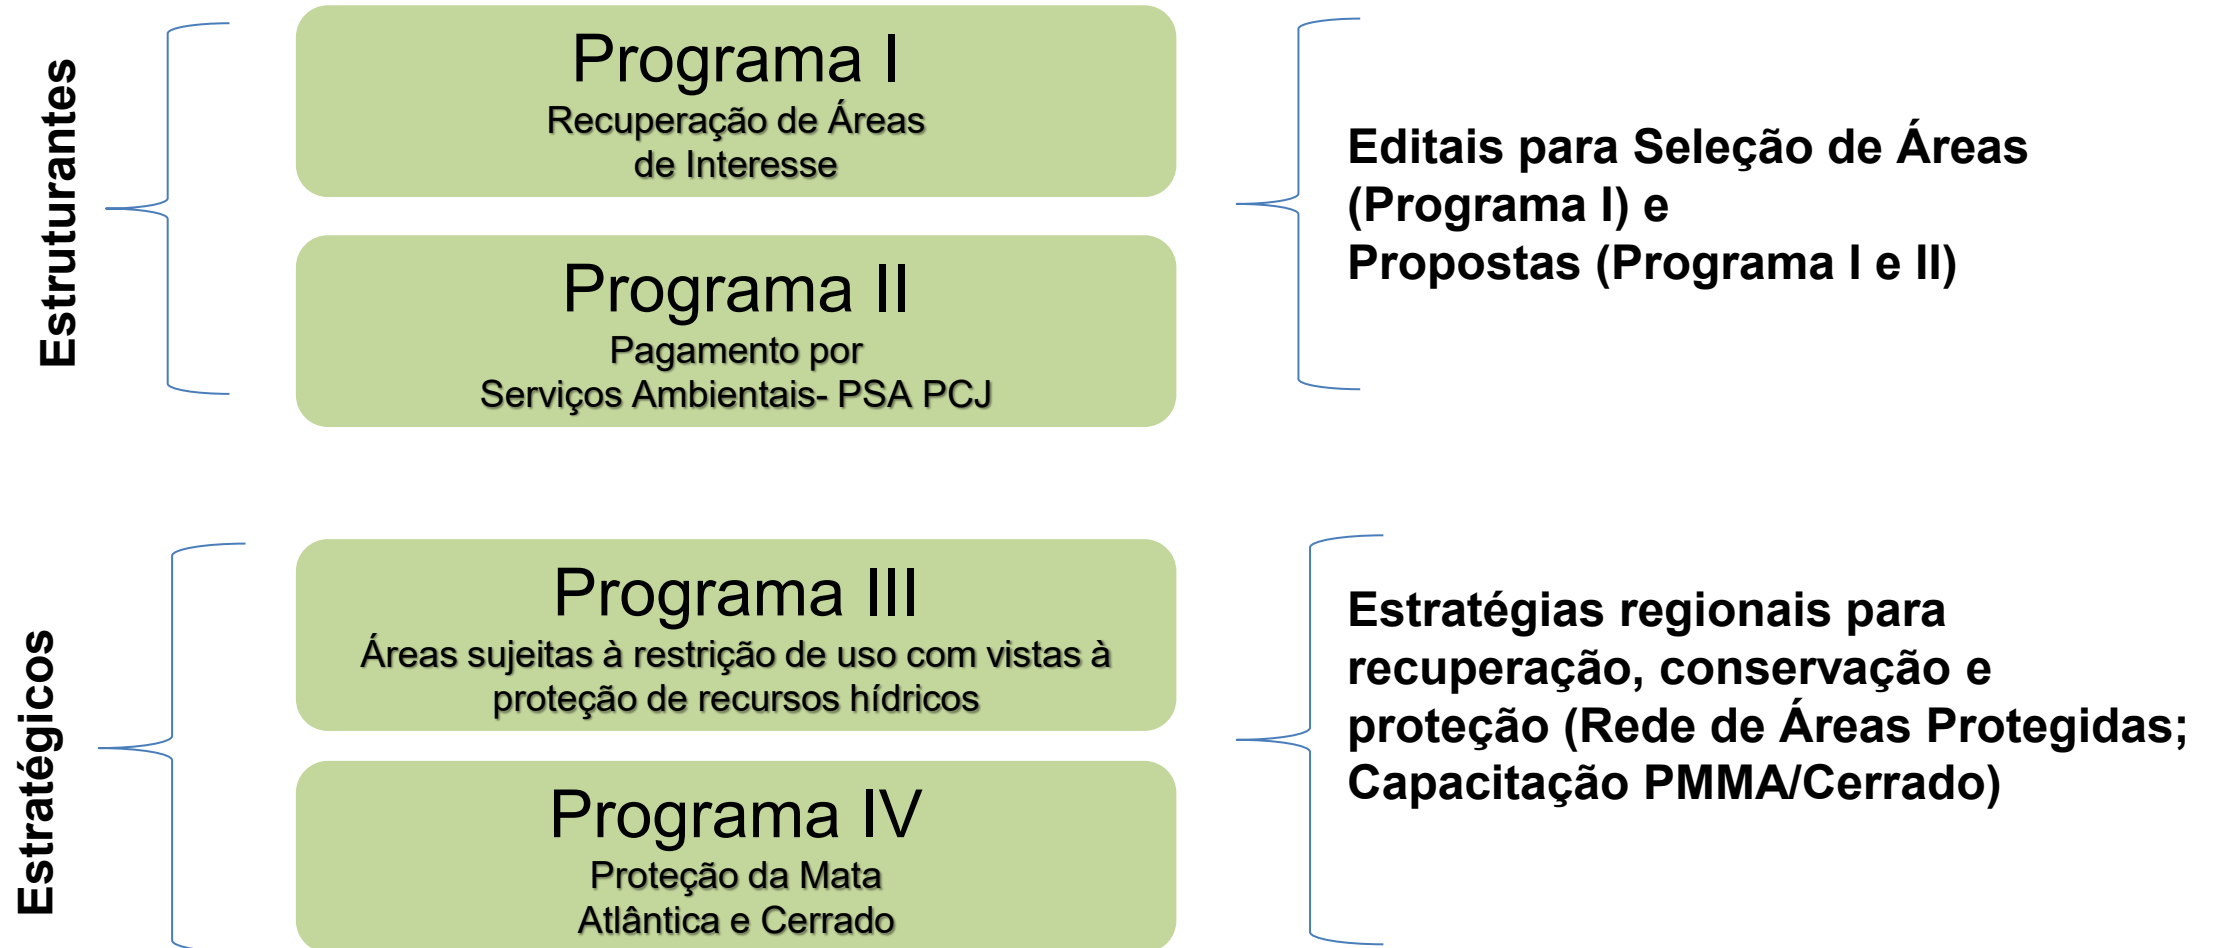 Estruturantes
Programa I
Recuperação de Áreas
de Interesse
Programa II
Pagamento por
Serviços Ambientais- PSA PCJ
Editais para Seleção de Áreas
(Programa I) e
Propostas (Programa I e II)
Estratégicos
Programa III
Áreas sujeitas à restrição de uso com vistas à
proteção de recursos hídricos
Programa IV
Proteção da Mata
Atlântica e Cerrado
Estratégias regionais para
recuperação, conservação e
proteção (Rede de Áreas Protegidas;
Capacitação PMMA/Cerrado)